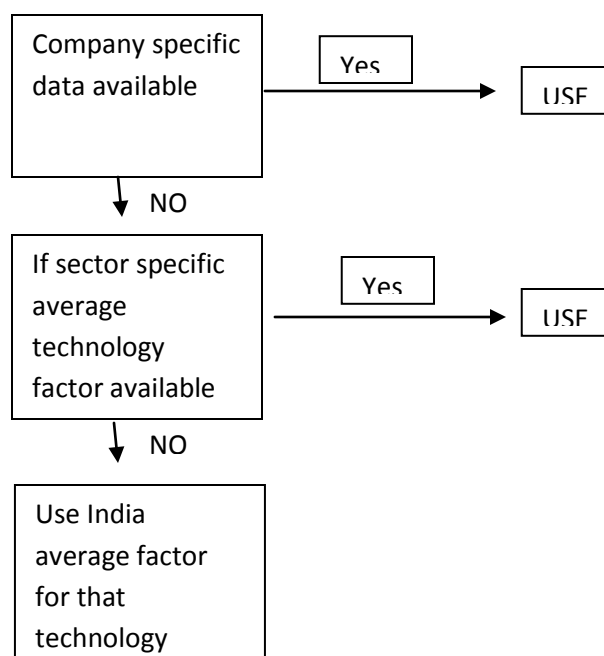 Company specific
data available
Yes
USE
NO
If sector specific
average
technology
factor available
Yes
USE
NO
Use India
average factor
for that
technology